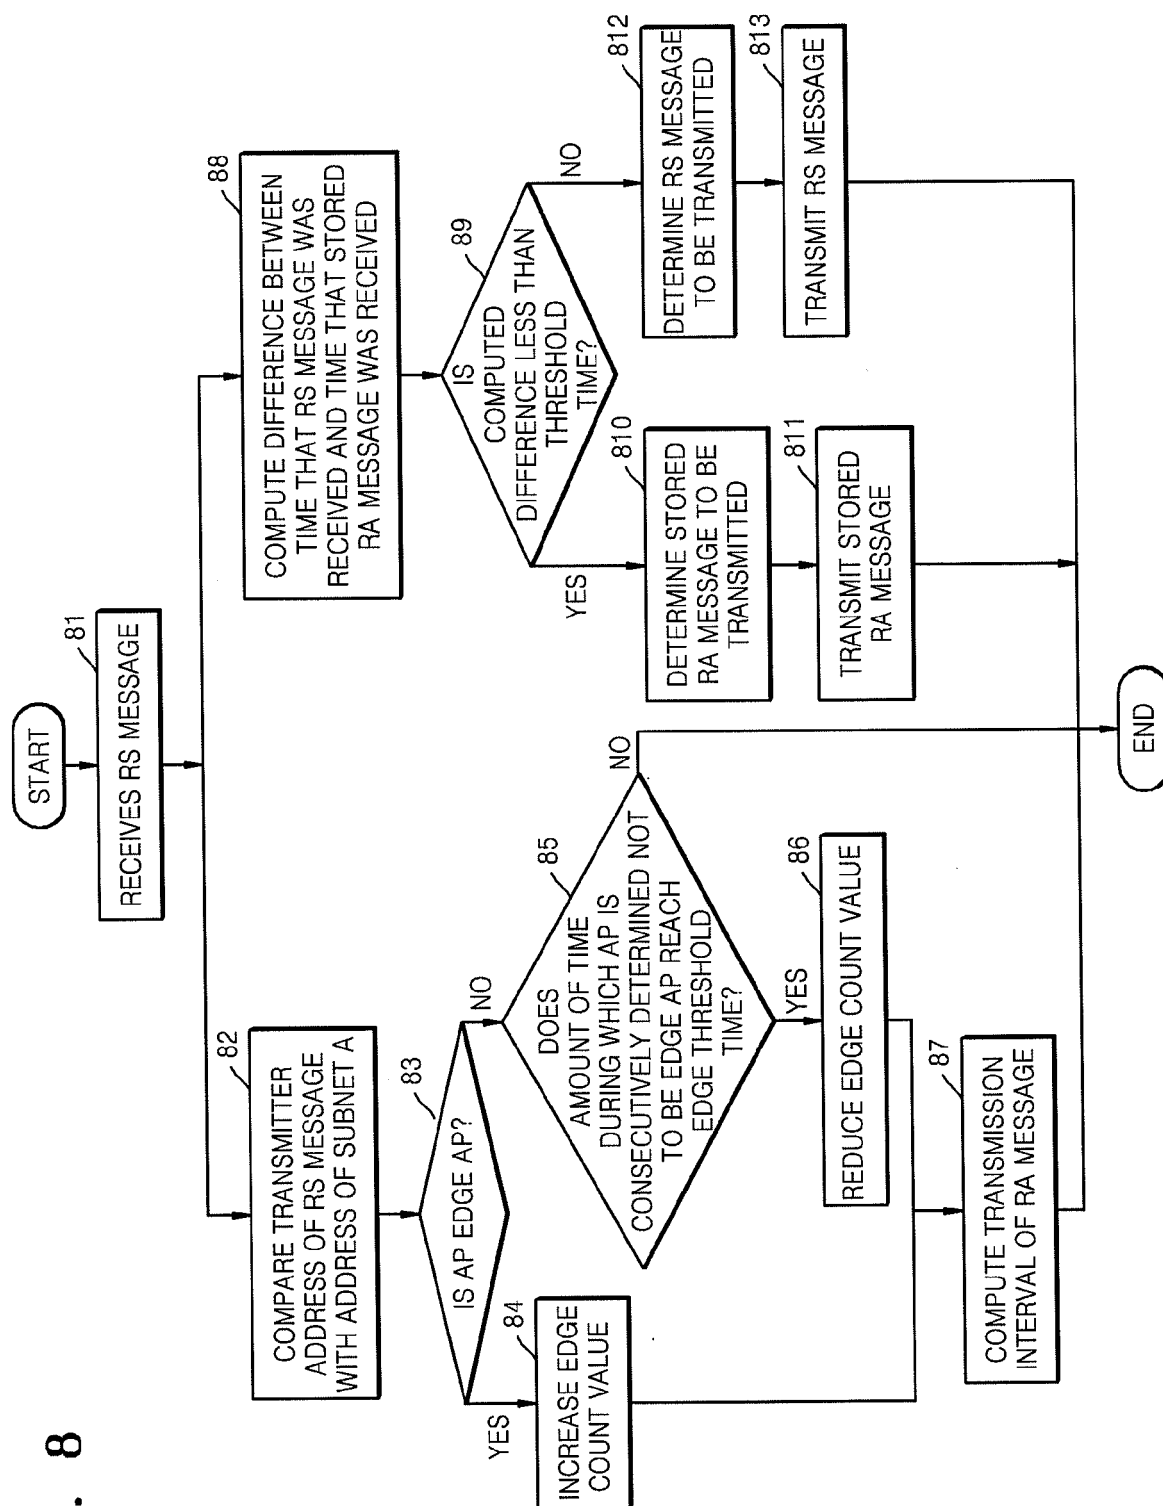 . 8
START
81
RECEIVES RS MESSAGE
82
COMPARE TRANSMITTER
ADDRESS OF RS MESSAGE
WITH ADDRESS OF SUBNET A
83
IS AP EDGE AP?
YES
NO
84
INCREASE EDGE
COUNT VALUE
85
DOES
AMOUNT OF TIME
DURING WHICH AP IS
CONSECUTIVELY DETERMINED NOT
TO BE EDGE AP REACH
EDGE THRESHOLD
TIME?
NO
YES
86
REDUCE EDGE COUNT VALUE
87
COMPUTE TRANSMISSION
INTERVAL OF RA MESSAGE
88
COMPUTE DIFFERENCE BETWEEN
TIME THAT RS MESSAGE WAS
RECEIVED AND TIME THAT STORED
RA MESSAGE WAS RECEIVED
89
IS
COMPUTED
DIFFERENCE LESS THAN
THRESHOLD
TIME?
YES
NO
810
DETERMINE STORED
RA MESSAGE TO BE
TRANSMITTED
811
TRANSMIT STORED
RA MESSAGE
812
DETERMINE RS MESSAGE
TO BE TRANSMITTED
813
TRANSMIT RS MESSAGE
END